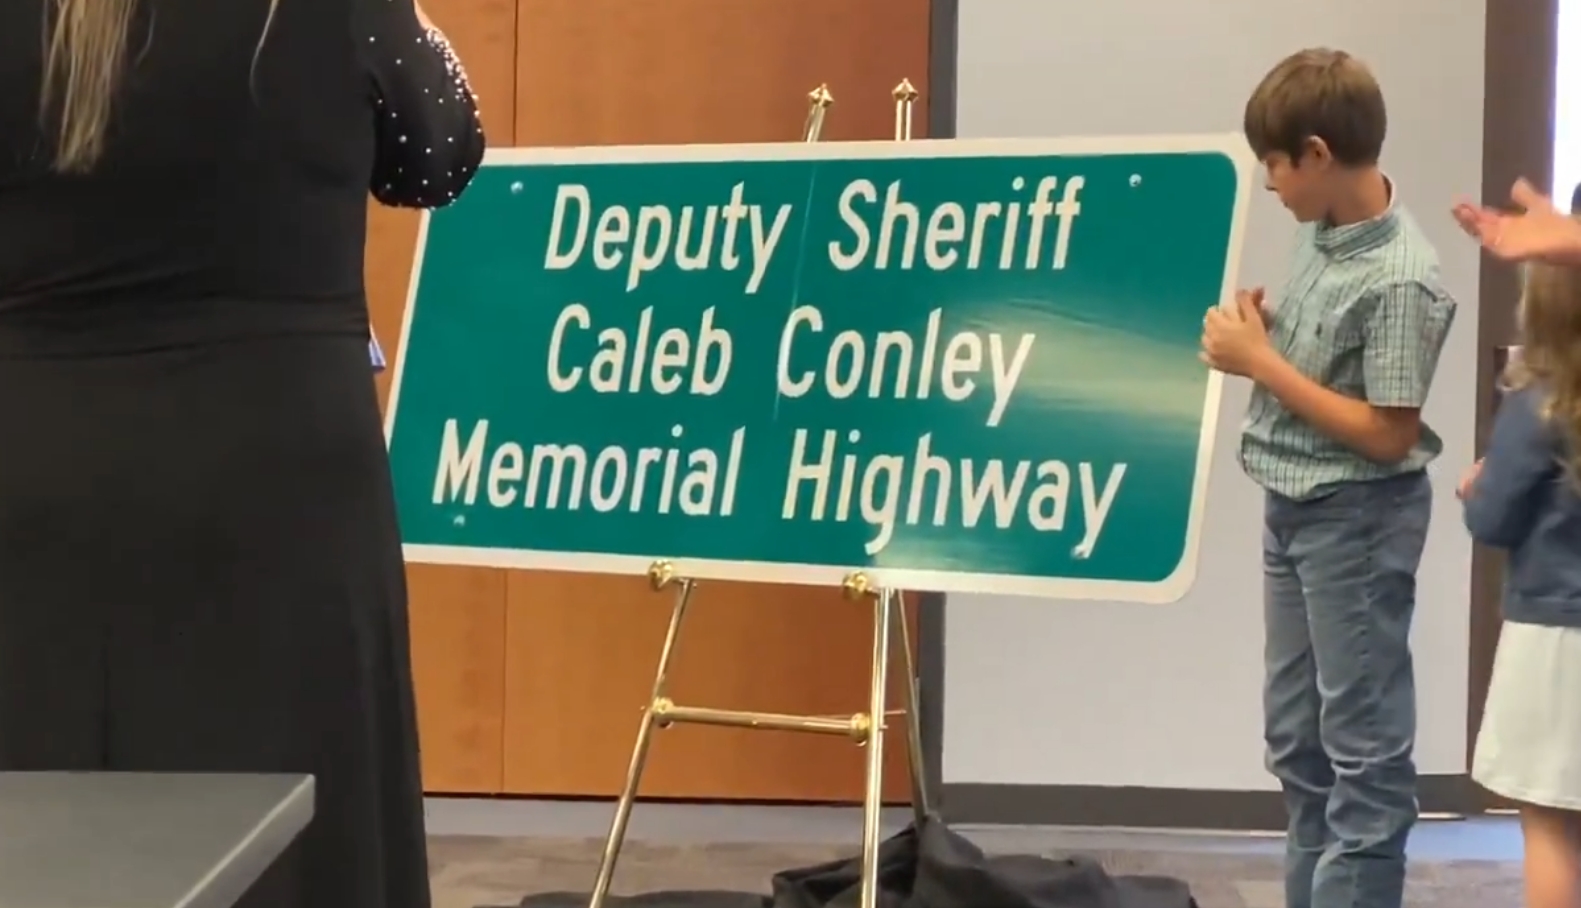 Deputy Sheriff
Caleb Conley
Memorial Highway